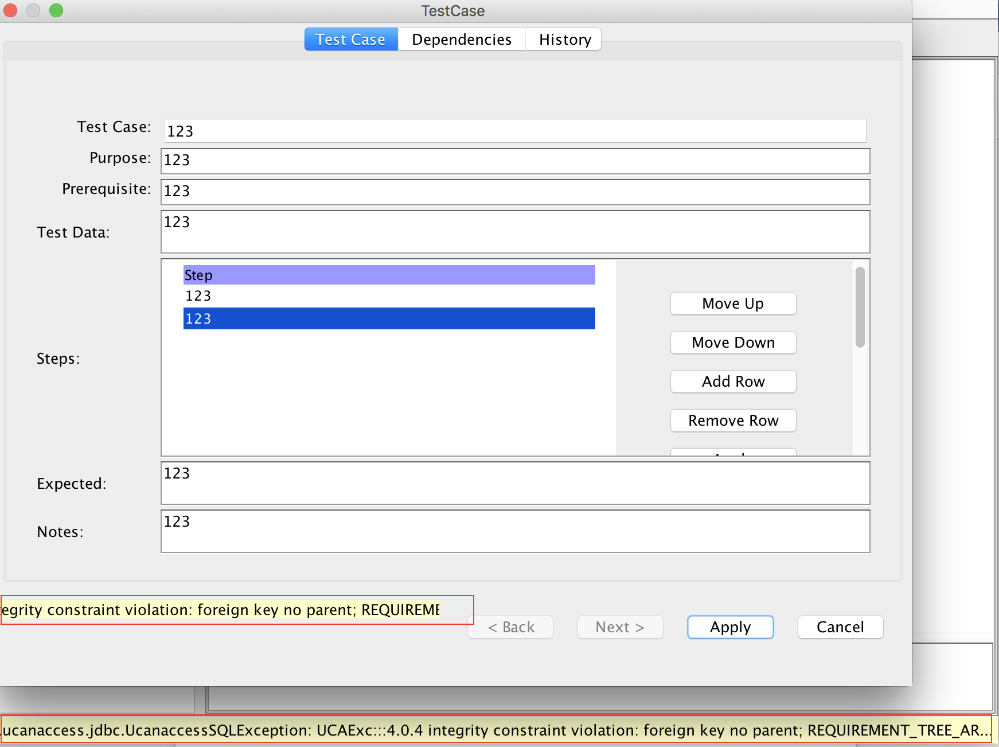 TestCase
Test Case Dependencies History
Test Case: 123
Purpose: 123
Prerequisite: 123
Test Data: 123
Step
123
123
Steps:
Move Up
Move Down
Add Row
Remove Row
Expected: 123
Notes: 123
egrity constraint violation: foreign key no parent; REQUIREME
< Back Next > Apply Cancel
.ucanaccess.jdbc.UcanaccessSQLException: UCAExc:::4.0.4 integrity constraint violation: foreign key no parent; REQUIREMENT_TREE_AR...